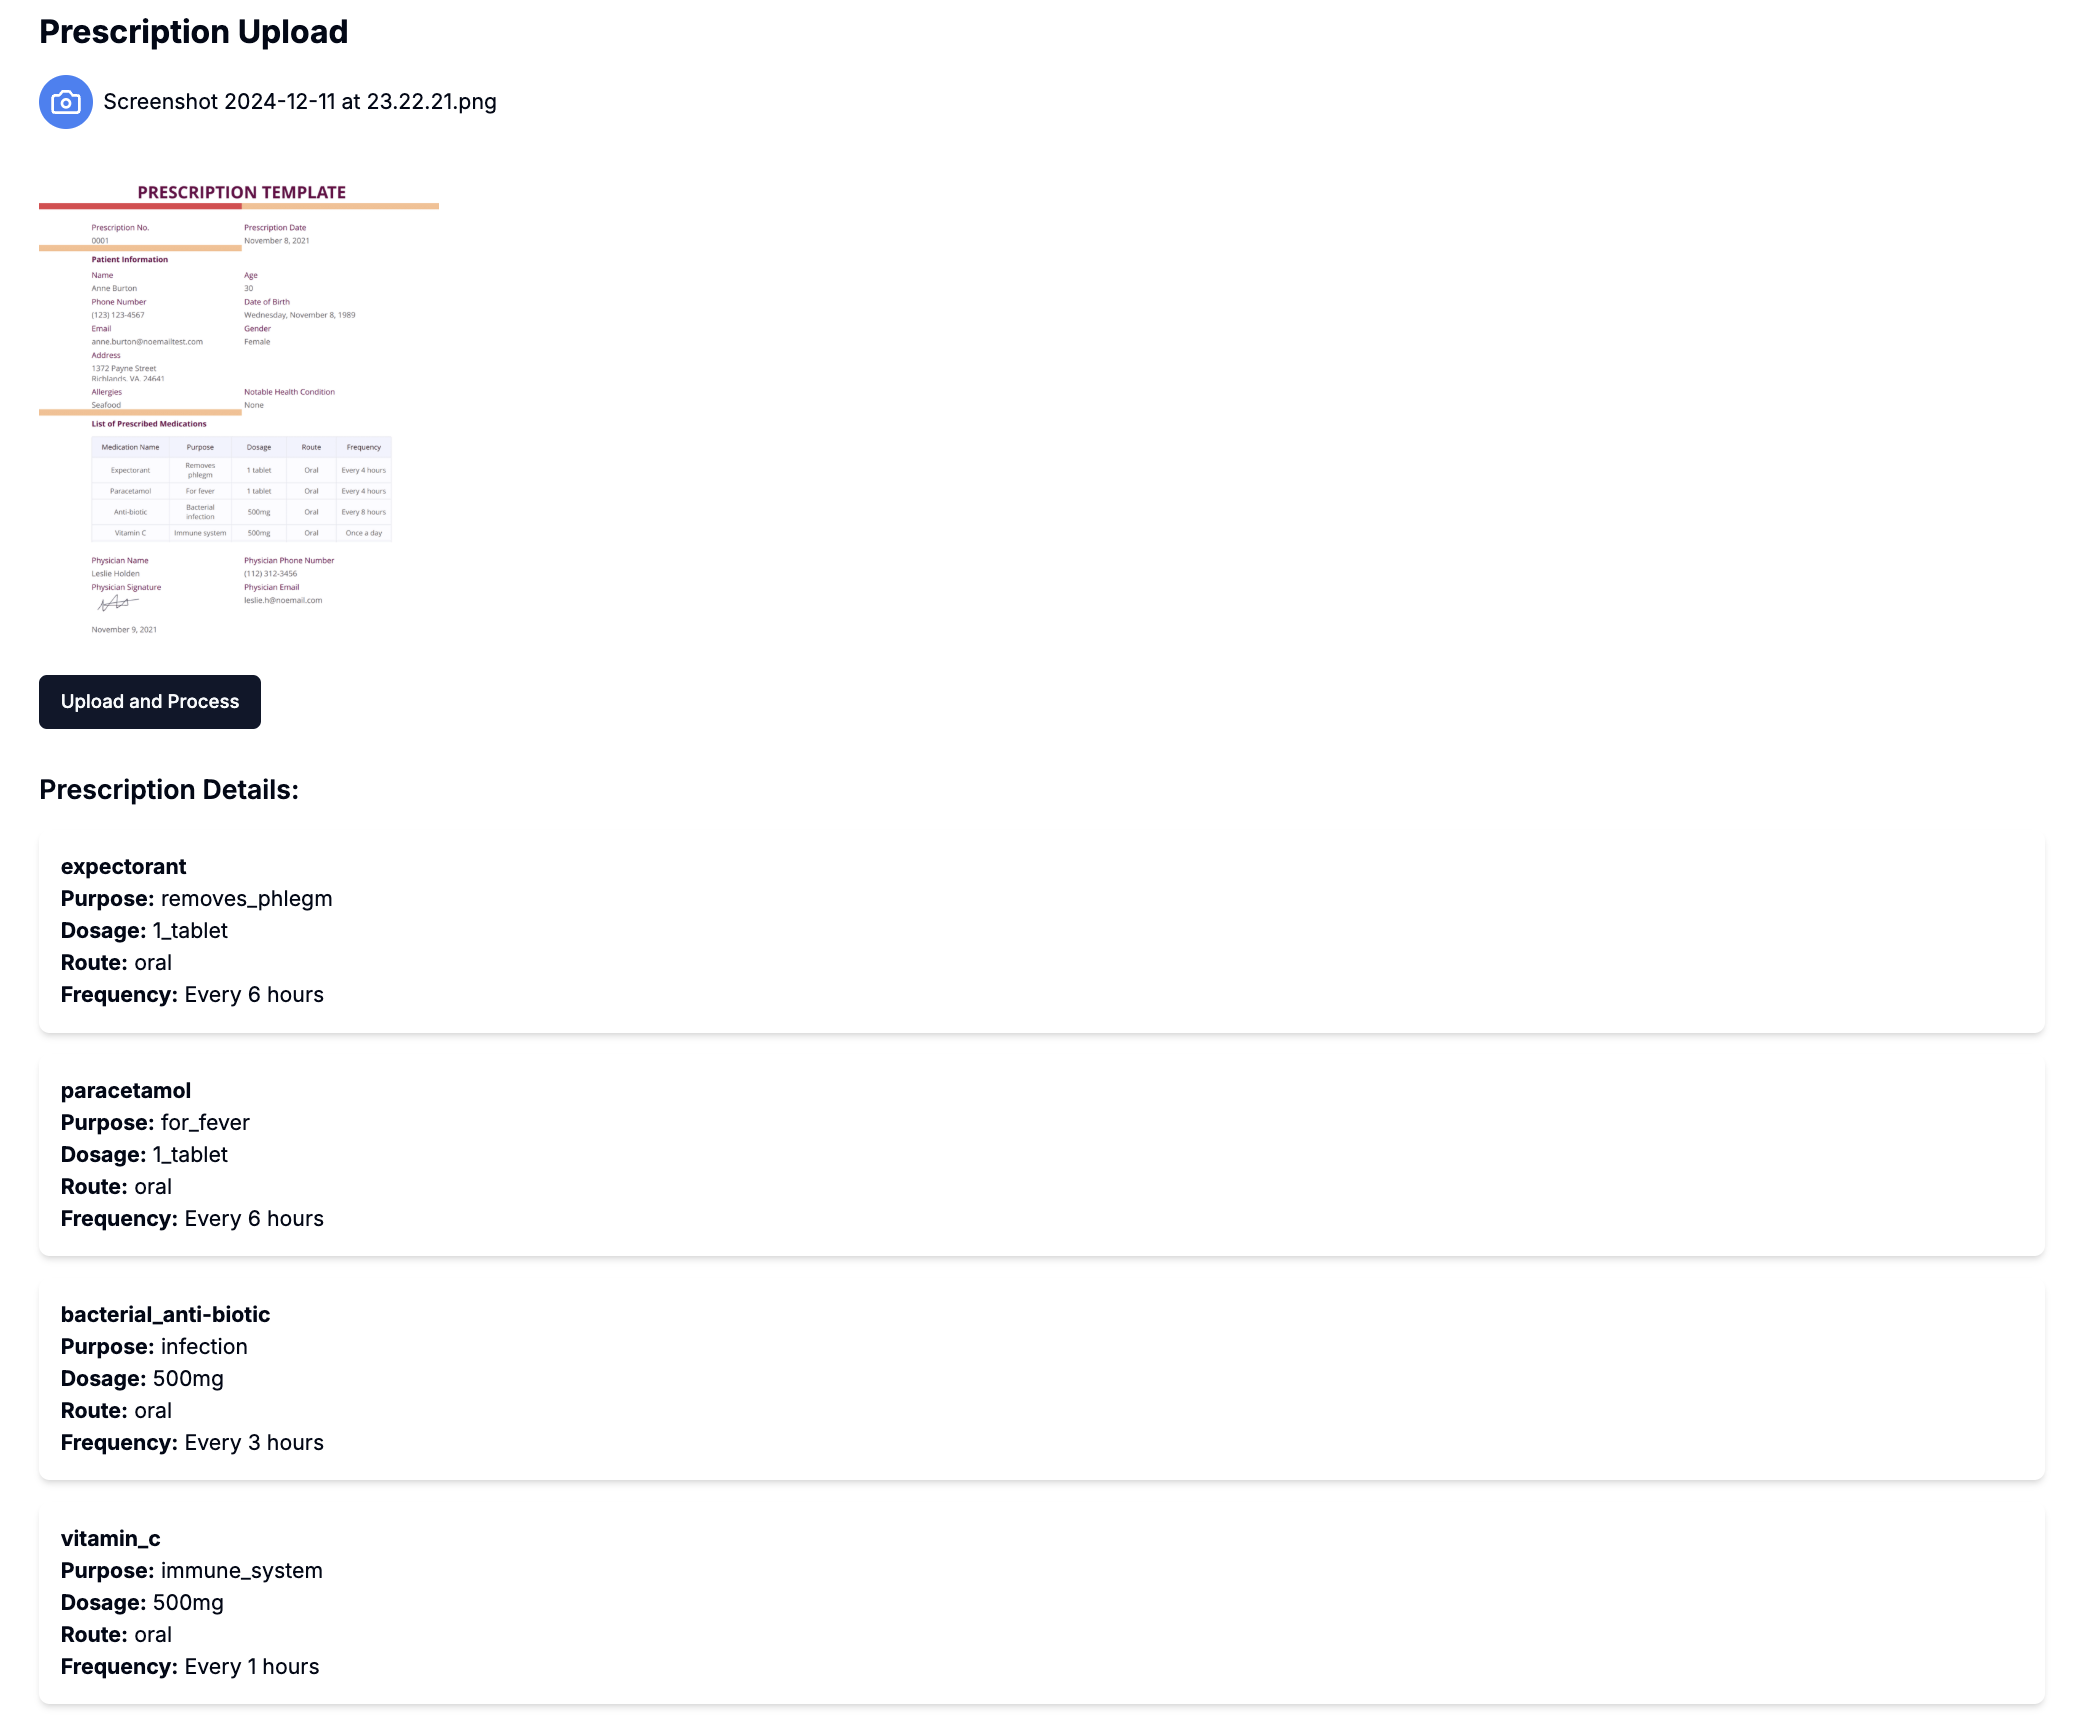 Prescription Upload
Screenshot 2024-12-11 at 23.22.21.png
PRESCRIPTION TEMPLATE
Prescription No. Prescription Date
0001 November 8, 2021
Patient Information
Name Age
Anne Burton 30
Phone Number Date of Birth
(123) 123-4567 Wednesday, November 8, 1989
Email Gender
anne.burton@noemailtest.com Female
Address
1372 Payne Street
Richlands, VA, 24641
Allergies Notable Health Condition
Seafood None
List of Prescribed Medications
Medication Name Purpose Dosage Route Frequency
Expectorant Removes phlegm 1 tablet Oral Every 4 hours
Paracetamol For fever 1 tablet Oral Every 4 hours
Anti-biotic Bacterial infection 500mg Oral Every 8 hours
Vitamin C Immune system 500mg Oral Once a day
Physician Name Physician Phone Number
Leslie Holden (112) 312-3456
Physician Signature Physician Email
leslie.h@noemail.com
November 9, 2021
Upload and Process
Prescription Details:
expectorant
Purpose: removes_phlegm
Dosage: 1_tablet
Route: oral
Frequency: Every 6 hours
paracetamol
Purpose: for_fever
Dosage: 1_tablet
Route: oral
Frequency: Every 6 hours
bacterial_anti-biotic
Purpose: infection
Dosage: 500mg
Route: oral
Frequency: Every 3 hours
vitamin_c
Purpose: immune_system
Dosage: 500mg
Route: oral
Frequency: Every 1 hours